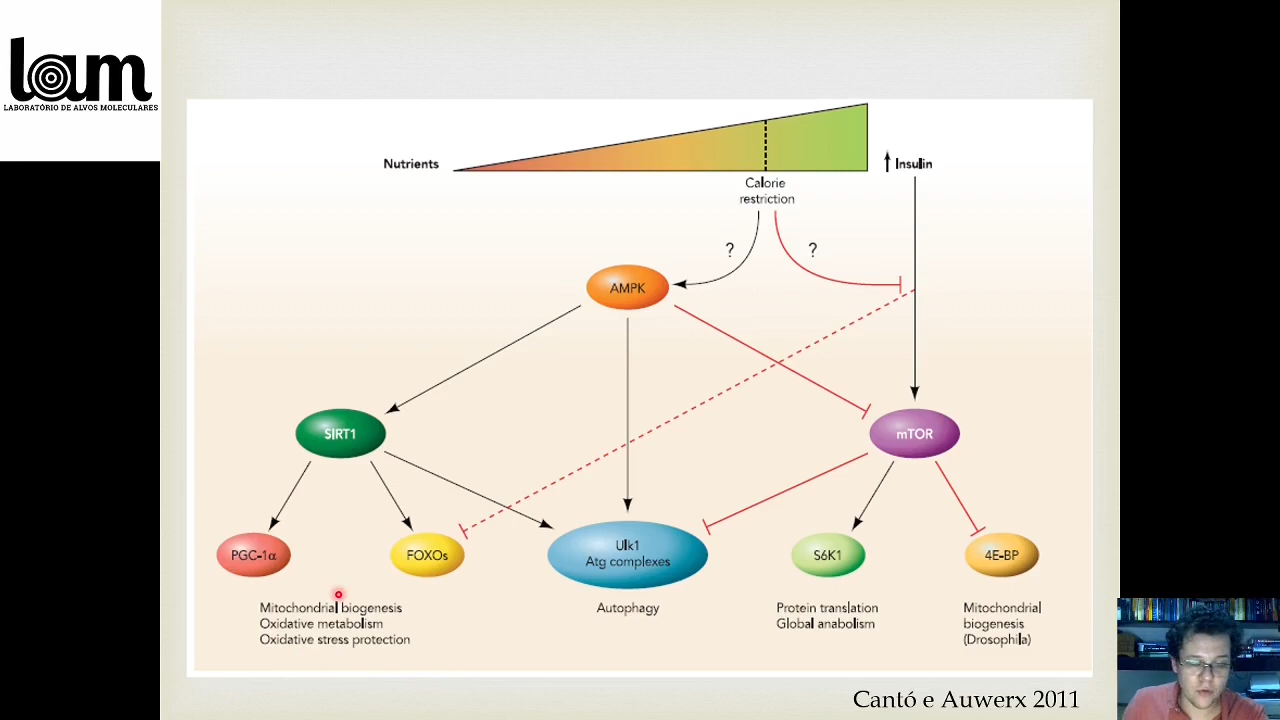 lam
LABORATÓRIO DE ALVOS MOLECULARES
Nutrients
Insulin
Calorie
restriction
?
?
AMPK
SIRT1
mTOR
PGC-1α
FOXOs
Ulk1
Atg complexes
S6K1
4E-BP
Mitochondrial biogenesis
Oxidative metabolism
Oxidative stress protection
Autophagy
Protein translation
Global anabolism
Mitochondrial
biogenesis
(Drosophila)
Cantó e Auwerx 2011